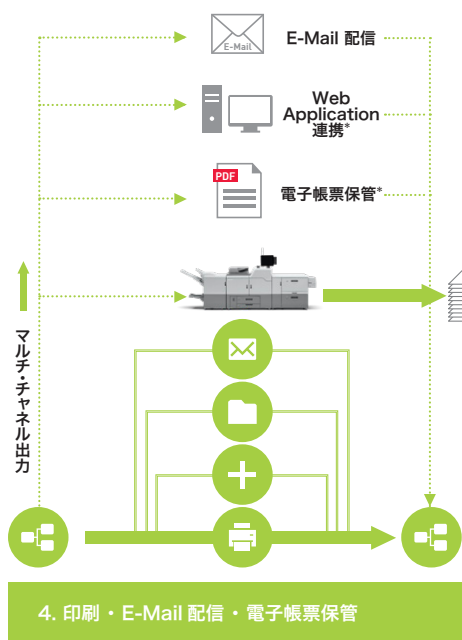 E-Mail
E-Mail 配信
Web
Application
連携*
PDF
電子帳票保管*
マルチ・チャネル出力
4. 印刷・E-Mail 配信・電子帳票保管